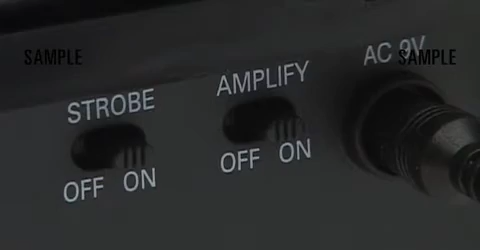 SAMPLE
SAMPLE
AC 9V
AMPLIFY
STROBE
OFF ON
OFF ON